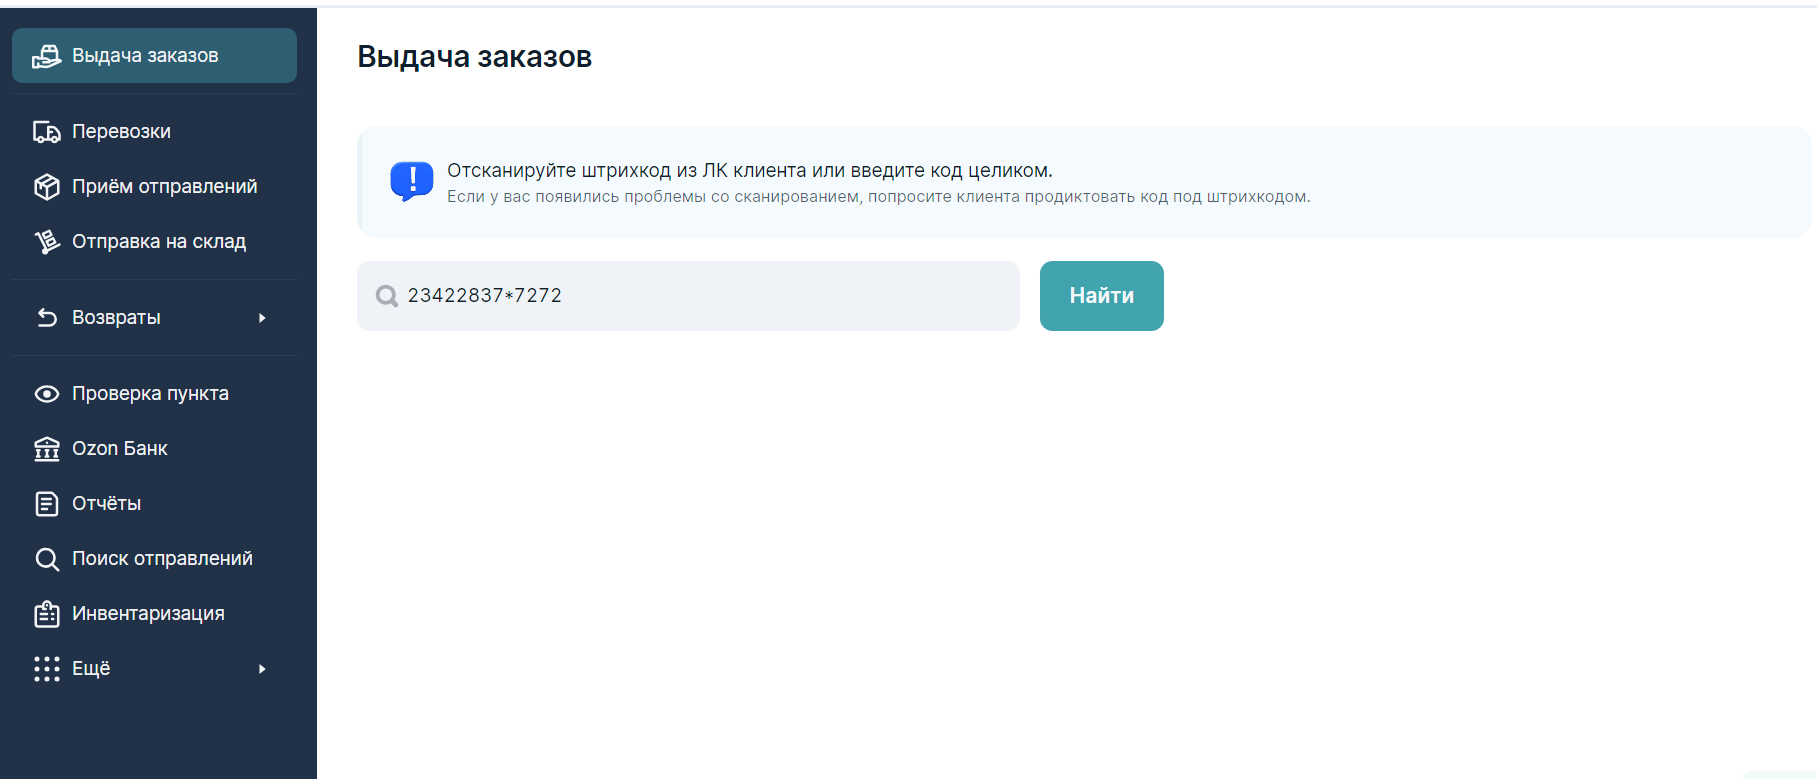 Выдача заказов
Перевозки
Приём отправлений
Отправка на склад
Возвраты
Проверка пункта
Ozon Банк
Отчёты
Поиск отправлений
Инвентаризация
Ещё
Выдача заказов
Отсканируйте штрихкод из ЛК клиента или введите код целиком.
Если у вас появились проблемы со сканированием, попросите клиента продиктовать код под штрихкодом.
23422837*7272
Найти